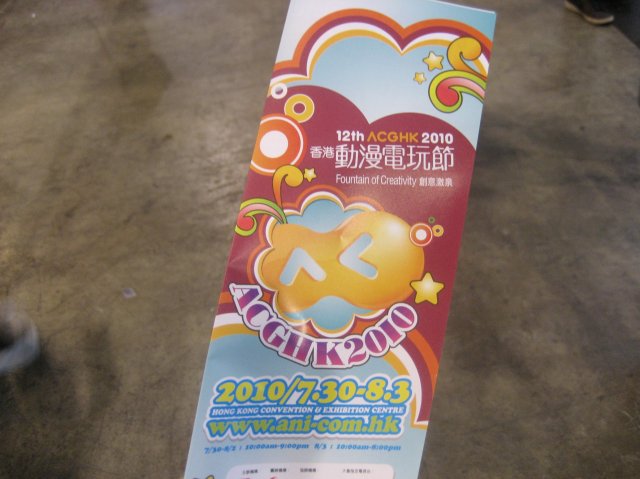 12th ACGHK 2010
香港動漫電玩節
Fountain of Creativity 創意激泉
ACGHK2010
2010/7.30-8.3
HONG KONG CONVENTION & EXHIBITION CENTRE
www.ani-com.hk
7/30-8/2 : 10:00am-9:00pm 8/3 : 10:00am-6:00pm